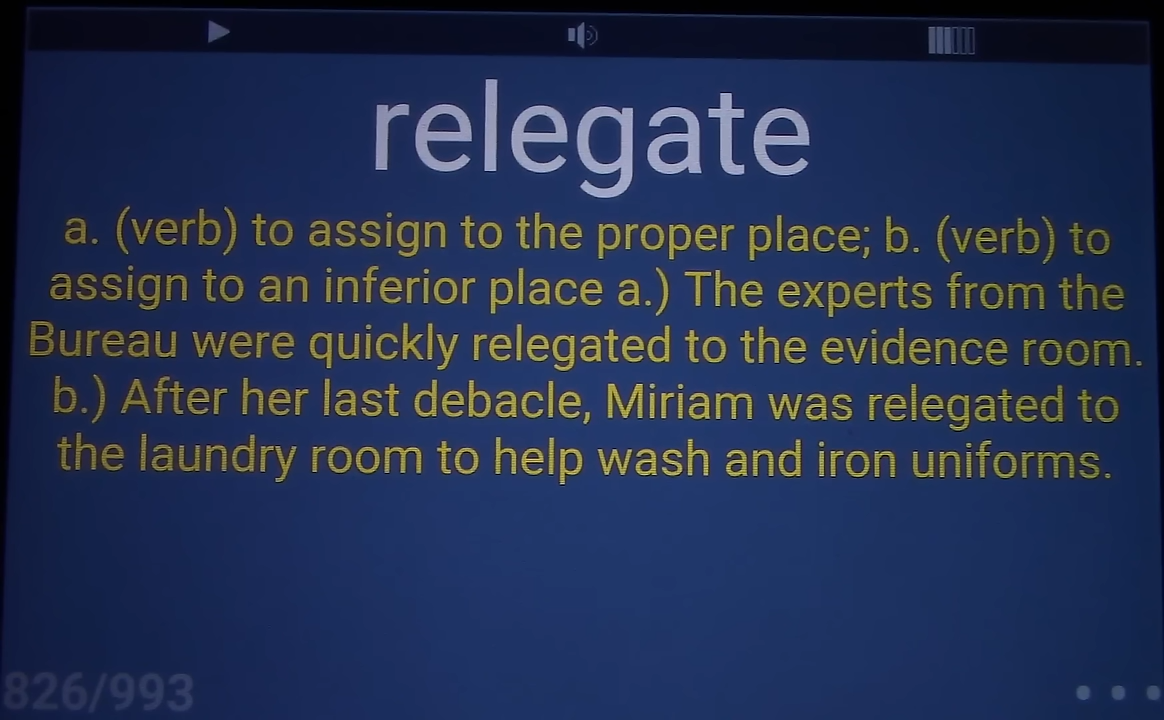 relegate
a. (verb) to assign to the proper place; b. (verb) to
assign to an inferior place a.) The experts from the
Bureau were quickly relegated to the evidence room.
b.) After her last debacle, Miriam was relegated to
the laundry room to help wash and iron uniforms.
826/993